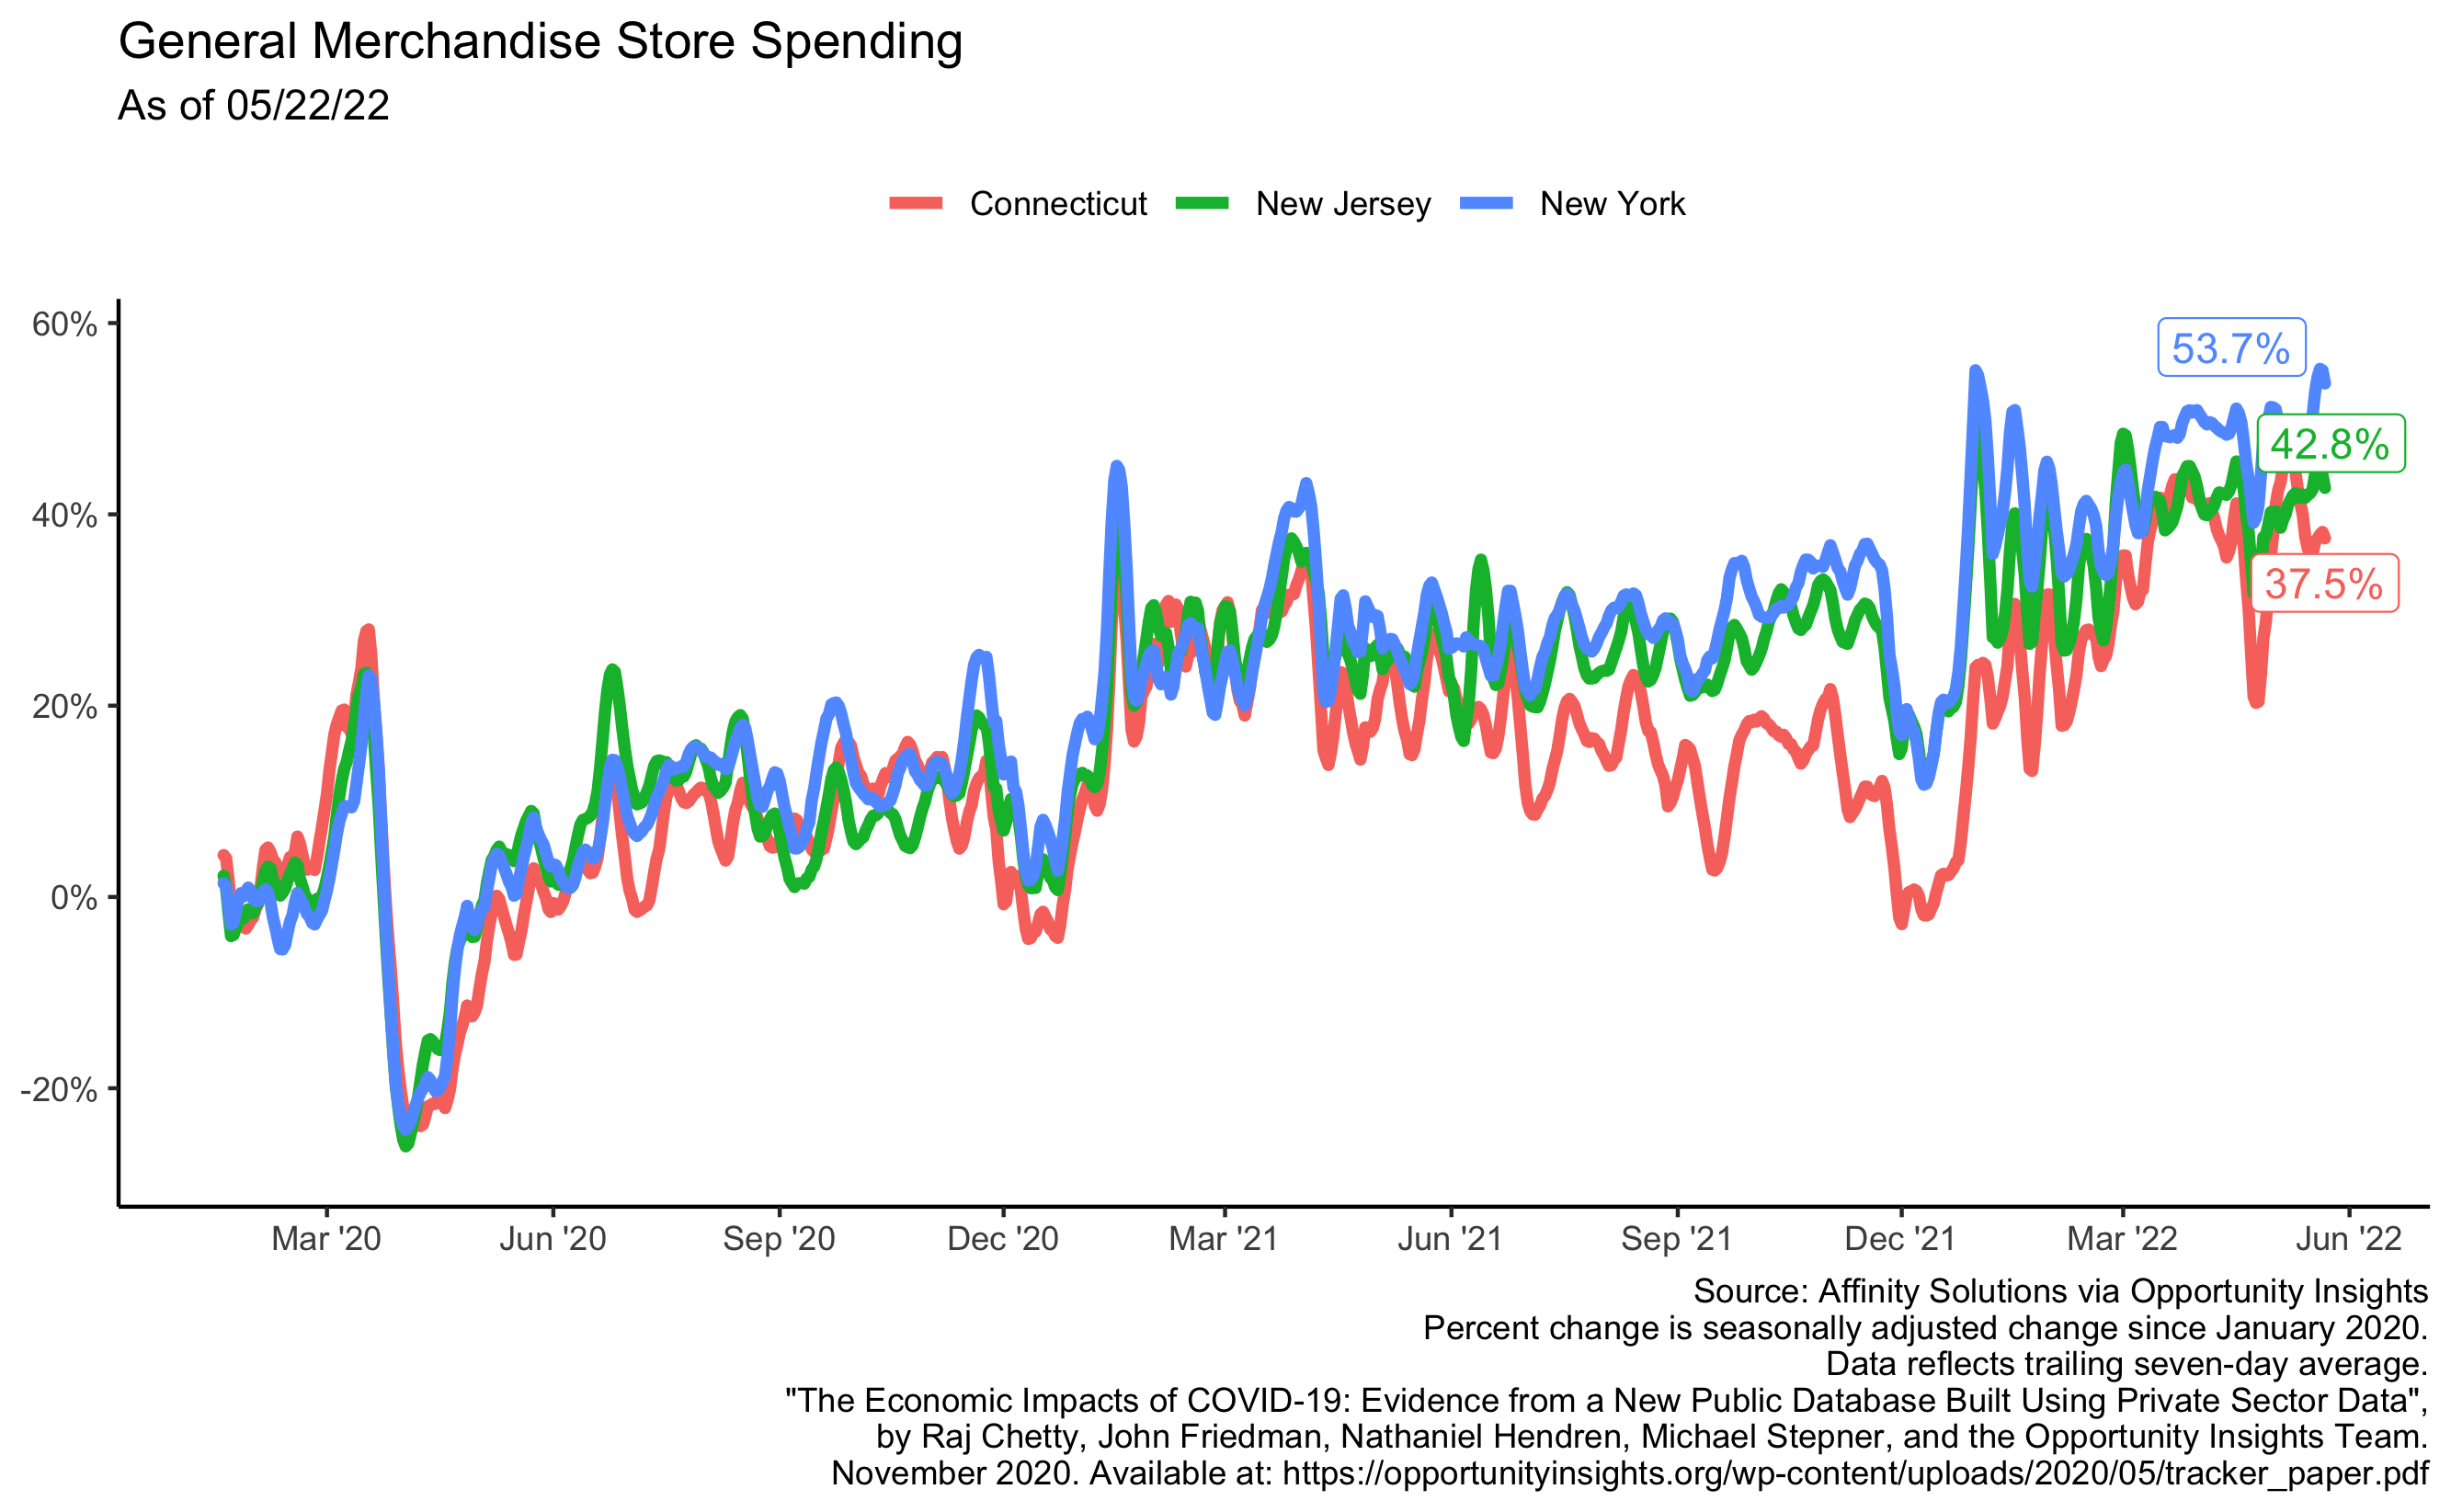 General Merchandise Store Spending
As of 05/22/22
Connecticut New Jersey New York
60%
40%
20%
0%
-20%
53.7%
42.8%
37.5%
Mar '20 Jun '20 Sep '20 Dec '20 Mar '21 Jun '21 Sep '21 Dec '21 Mar '22 Jun '22
Source: Affinity Solutions via Opportunity Insights
Percent change is seasonally adjusted change since January 2020.
Data reflects trailing seven-day average.
"The Economic Impacts of COVID-19: Evidence from a New Public Database Built Using Private Sector Data",
by Raj Chetty, John Friedman, Nathaniel Hendren, Michael Stepner, and the Opportunity Insights Team.
November 2020. Available at: https://opportunityinsights.org/wp-content/uploads/2020/05/tracker_paper.pdf